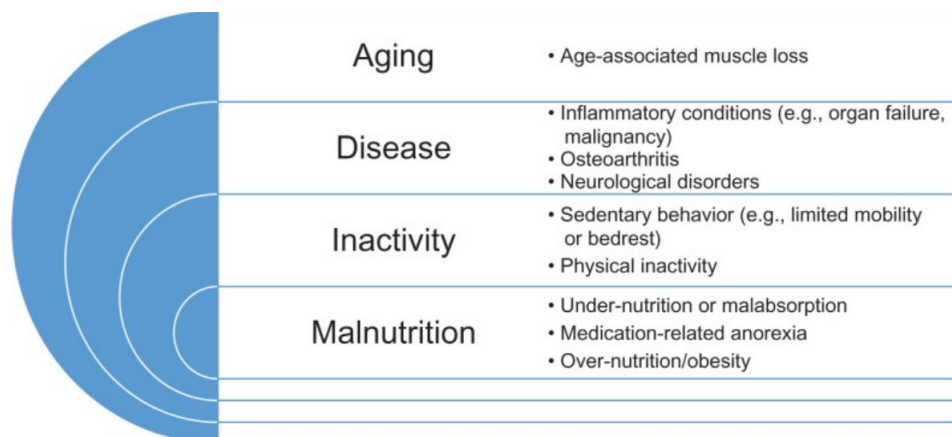 Aging
• Age-associated muscle loss
Disease
• Inflammatory conditions (e.g., organ failure,
malignancy)
• Osteoarthritis
• Neurological disorders
Inactivity
• Sedentary behavior (e.g., limited mobility
or bedrest)
• Physical inactivity
Malnutrition
• Under-nutrition or malabsorption
• Medication-related anorexia
• Over-nutrition/obesity